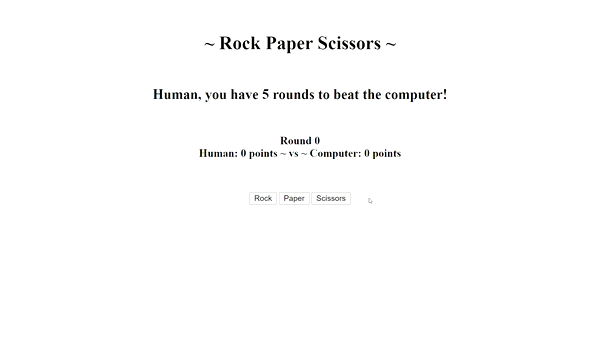 ~ Rock Paper Scissors ~
Human, you have 5 rounds to beat the computer!
Round 0
Human: 0 points ~ vs ~ Computer: 0 points
Rock Paper Scissors